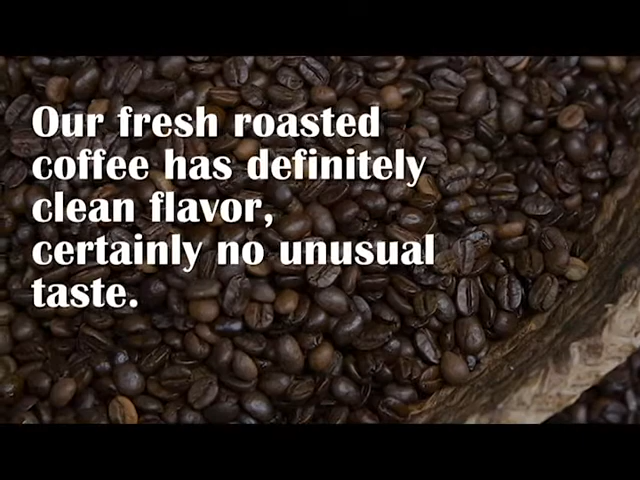 Our fresh roasted
coffee has definitely
clean flavor,
certainly no unusual
taste.